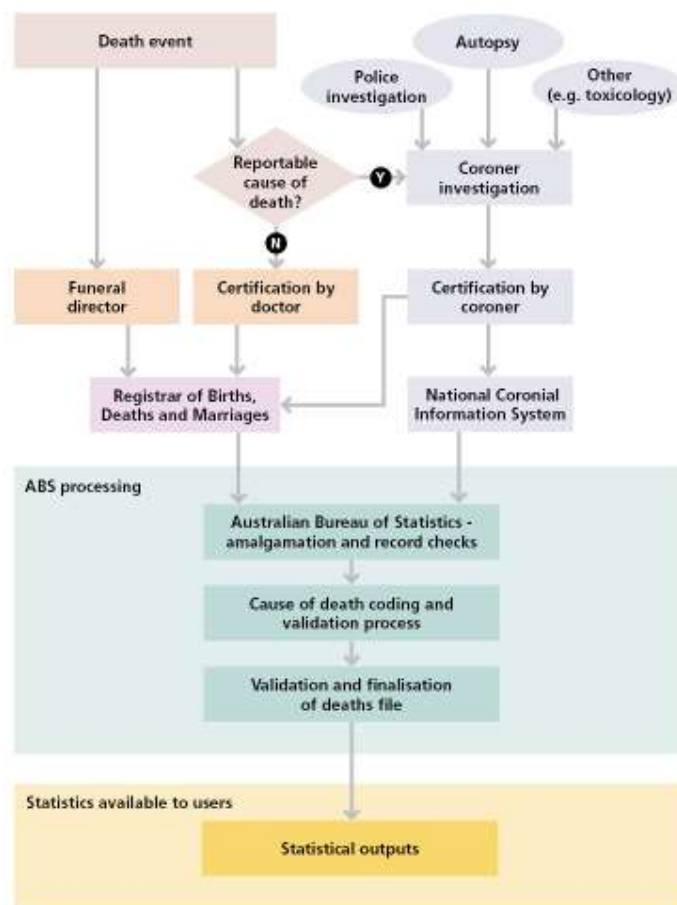 Death event
Autopsy
Police
investigation
Other
(e.g. toxicology)
Reportable
cause of
death?
Y
Coroner
investigation
N
Funeral
director
Certification by
doctor
Certification by
coroner
Registrar of Births,
Deaths and Marriages
National Coronial
Information System
ABS processing
Australian Bureau of Statistics -
amalgamation and record checks
Cause of death coding and
validation process
Validation and finalisation
of deaths file
Statistics available to users
Statistical outputs